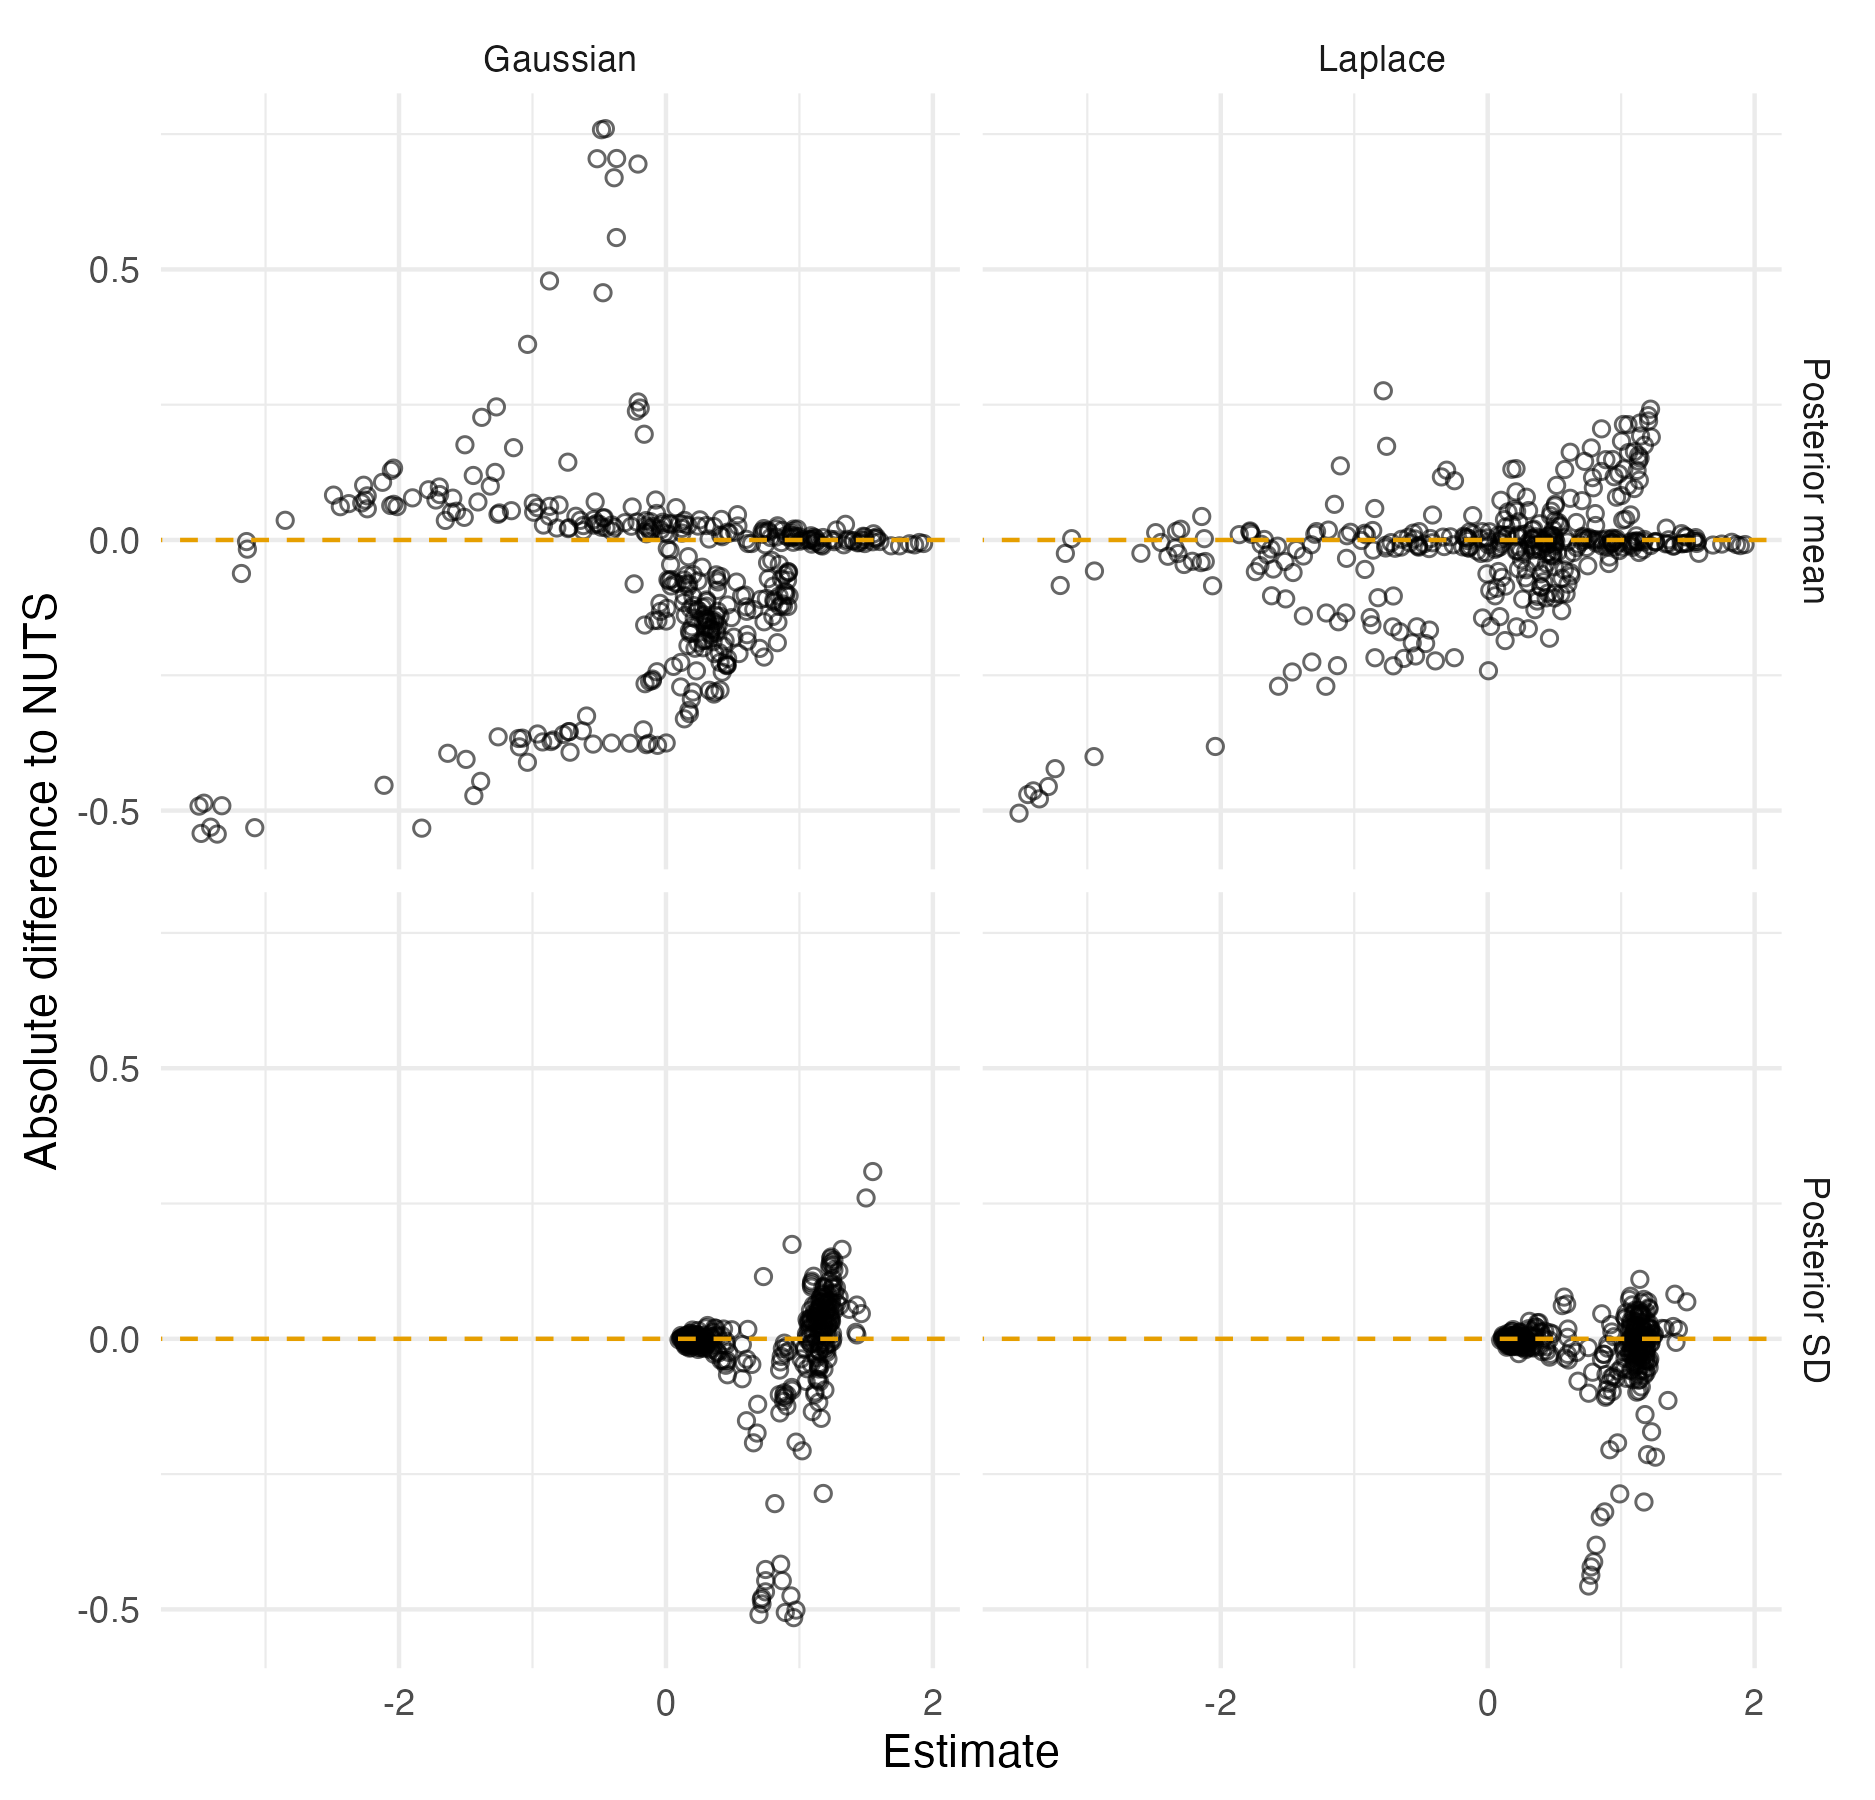 Gaussian
Laplace
0.5
0.0
-0.5
Posterior mean
Absolute difference to NUTS
0.5
0.0
-0.5
Posterior SD
-2
0
2
-2
0
2
Estimate